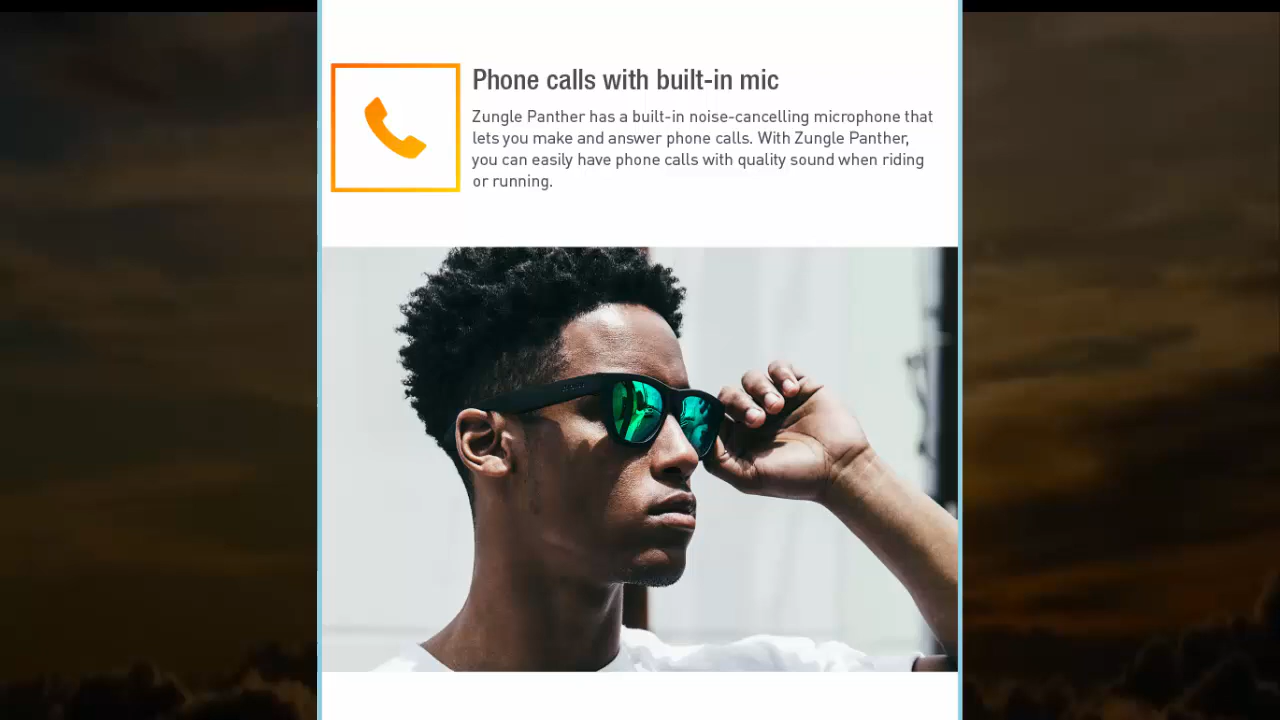 Phone calls with built-in mic
Zungle Panther has a built-in noise-cancelling microphone that
lets you make and answer phone calls. With Zungle Panther,
you can easily have phone calls with quality sound when riding
or running.